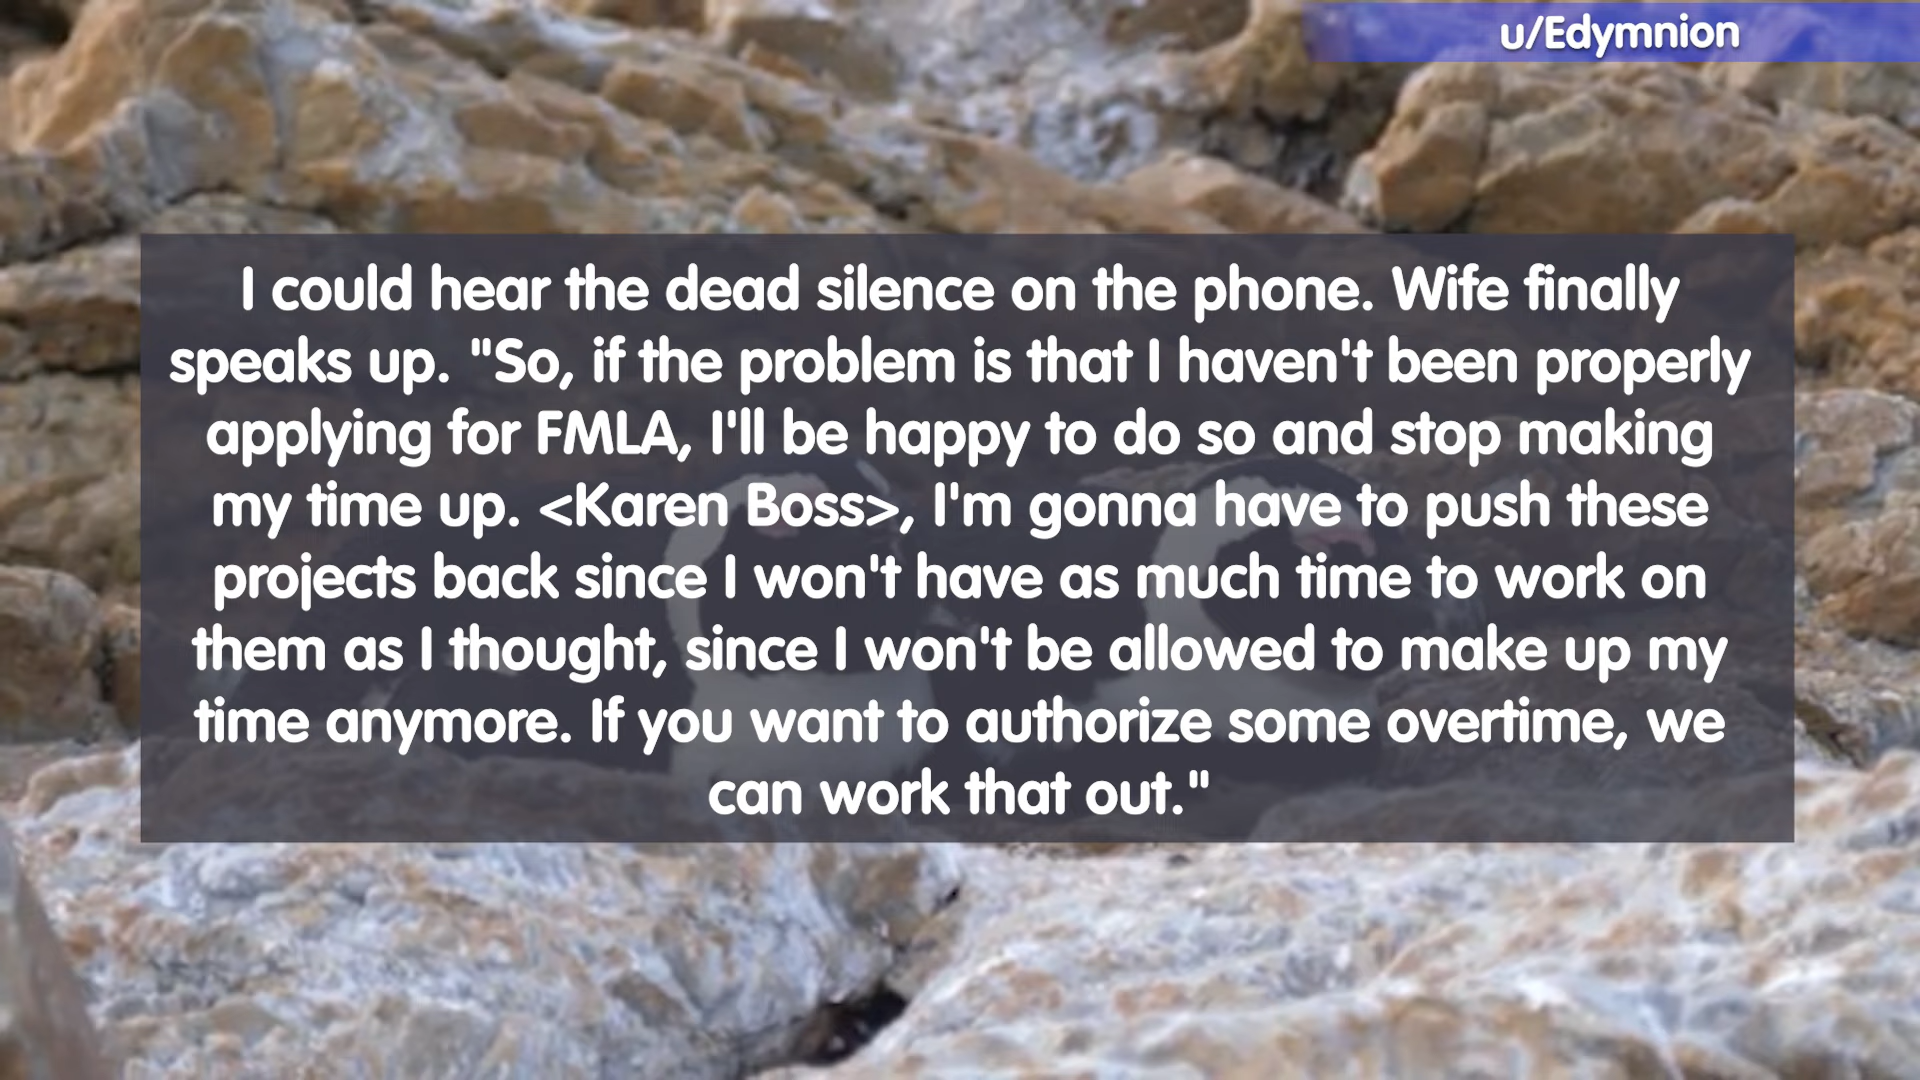 u/Edymnion
I could hear the dead silence on the phone. Wife finally
speaks up. "So, if the problem is that I haven't been properly
applying for FMLA, I'll be happy to do so and stop making
my time up. <Karen Boss>, I'm gonna have to push these
projects back since I won't have as much time to work on
them as I thought, since I won't be allowed to make up my
time anymore. If you want to authorize some overtime, we
can work that out."